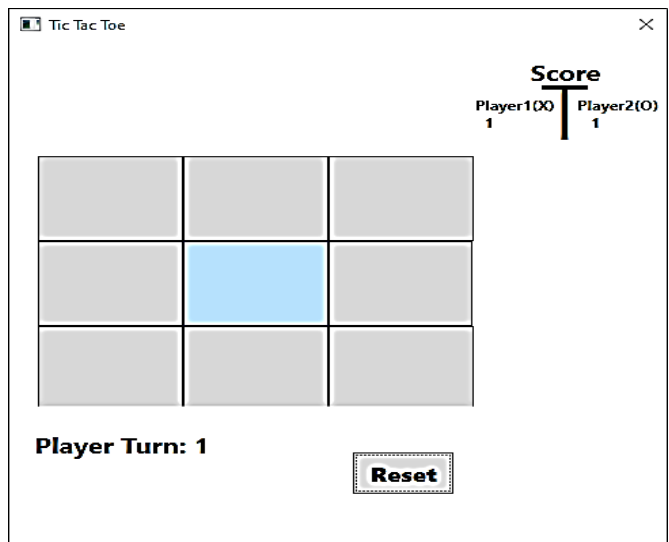 Tic Tac Toe
Score
Player1(X) Player2(O)
1 1
Player Turn: 1
Reset